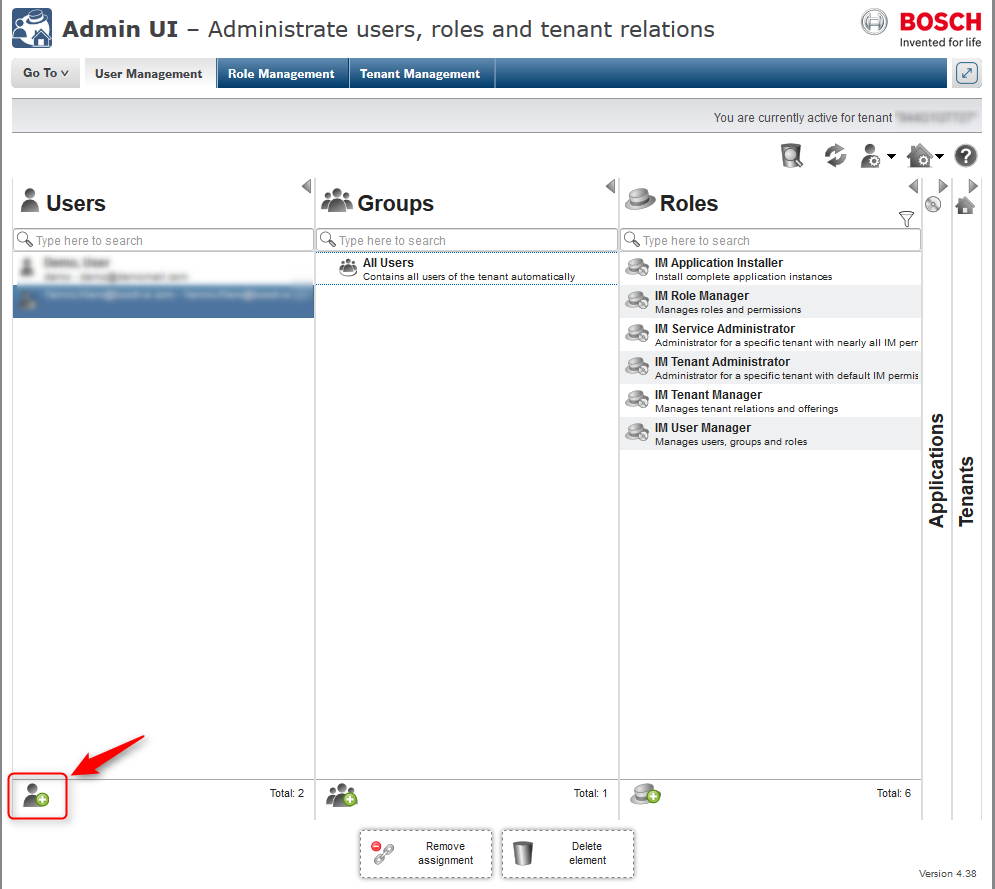 Admin UI – Administrate users, roles and tenant relations
BOSCH
Invented for life
Go To
User Management
Role Management
Tenant Management
You are currently active for tenant
Users
Groups
Roles
Type here to search
Type here to search
Type here to search
All Users
Contains all users of the tenant automatically
IM Application Installer
Install complete application instances
IM Role Manager
Manages roles and permissions
IM Service Administrator
Administrator for a specific tenant with nearly all IM perr
IM Tenant Administrator
Administrator for a specific tenant with default IM permis
IM Tenant Manager
Manages tenant relations and offerings
IM User Manager
Manages users, groups and roles
Applications
Tenants
Total: 2
Total: 1
Total: 6
Remove
assignment
Delete
element
Version 4.38